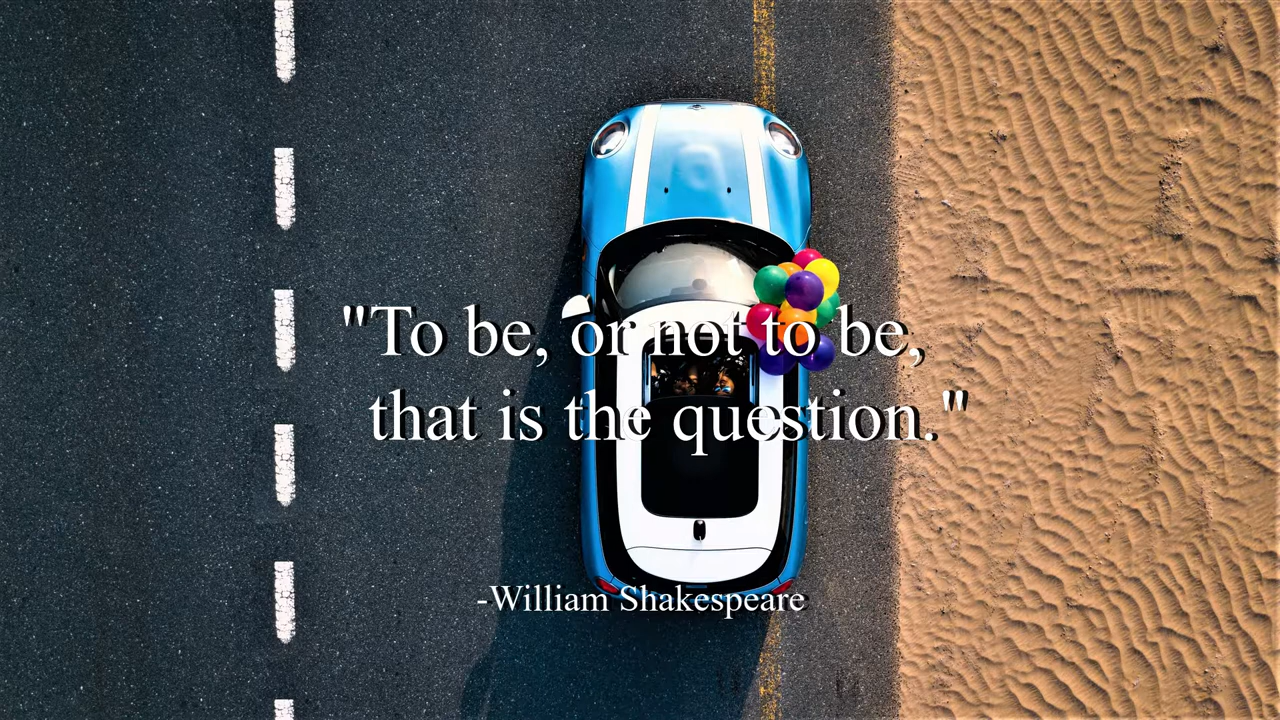 "To be, or not to be,
that is the question."
-William Shakespeare